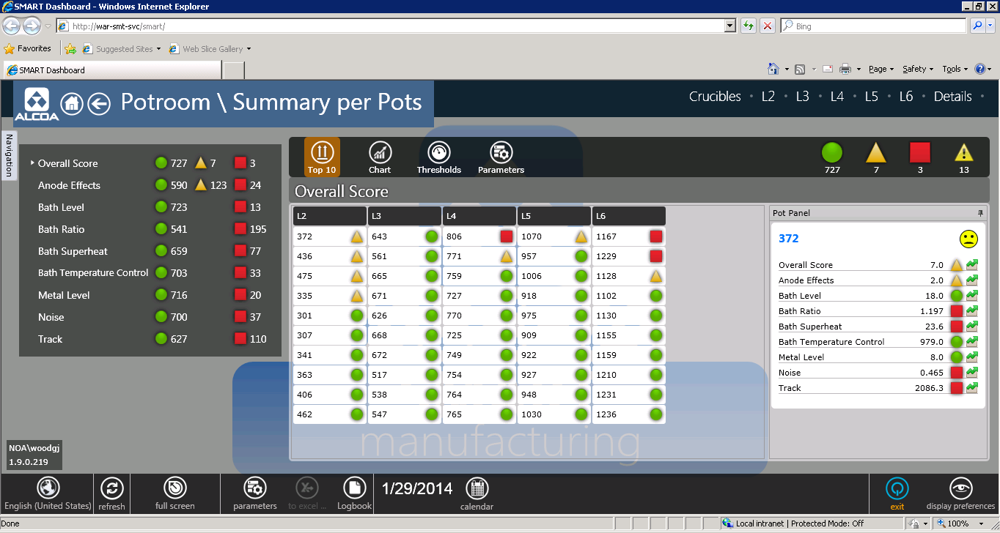 SMART Dashboard - Windows Internet Explorer
http://war-smt-svc/smart/
Bing
Favorites Suggested Sites Web Slice Gallery
SMART Dashboard
Page Safety Tools
ALCOA Potroom \ Summary per Pots
Crucibles • L2 • L3 • L4 • L5 • L6 • Details •
Navigation
Overall Score 727 7 3
Anode Effects 590 123 24
Bath Level 723 13
Bath Ratio 541 195
Bath Superheat 659 77
Bath Temperature Control 703 33
Metal Level 716 20
Noise 700 37
Track 627 110
Top 10 Chart Thresholds Parameters
727 7 3 13
Overall Score
L2 L3 L4 L5 L6
372 643 806 1070 1167
436 561 771 957 1229
475 665 759 1006 1128
335 671 727 918 1102
301 626 770 975 1130
307 668 725 909 1155
341 672 749 922 1159
363 517 754 927 1210
406 538 764 948 1231
462 547 765 1030 1236
manufacturing
Pot Panel
372
Overall Score 7.0
Anode Effects 2.0
Bath Level 18.0
Bath Ratio 1.197
Bath Superheat 23.6
Bath Temperature Control 979.0
Metal Level 8.0
Noise 0.465
Track 2086.3
NOA\woodgj
1.9.0.219
English (United States) refresh full screen parameters to excel ... Logbook 1/29/2014 calendar exit display preferences
Done Local intranet | Protected Mode: Off 100%